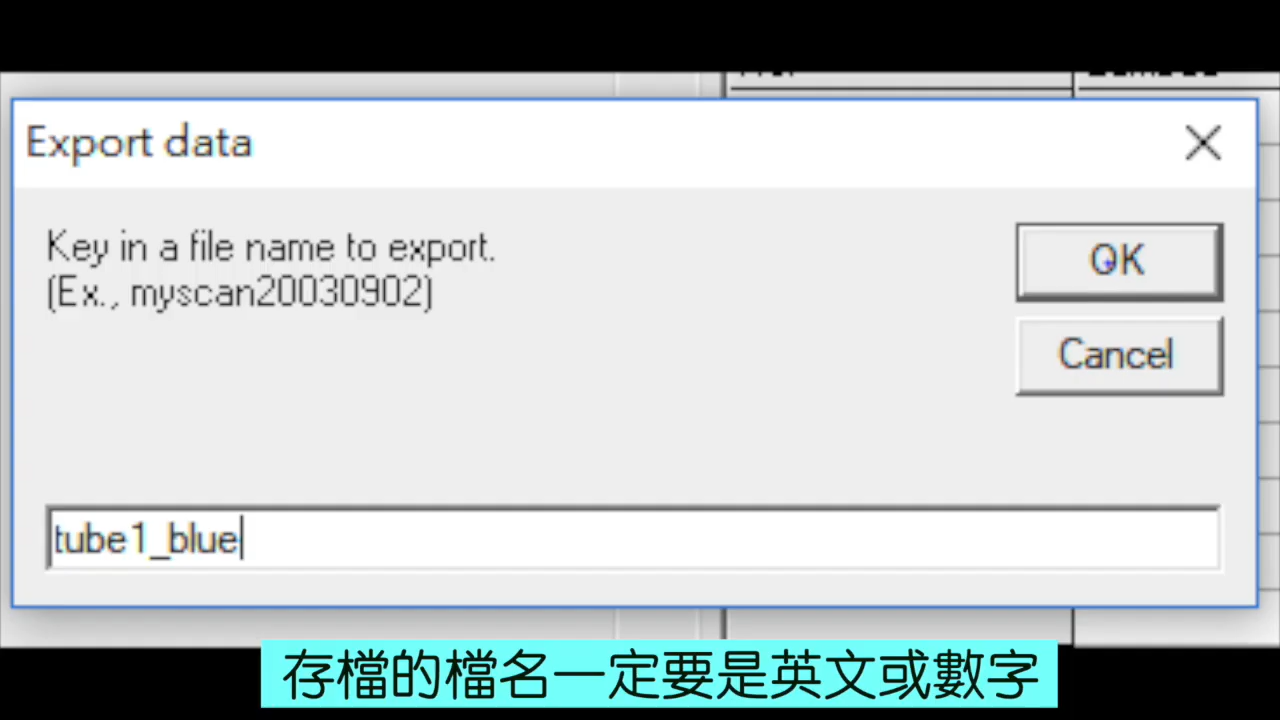 Export data
Key in a file name to export.
(Ex., myscan20030902)
OK
Cancel
tube1_blue
存檔的檔名一定要是英文或數字